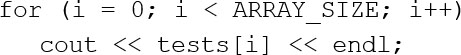 for (i = 0; i < ARRAY_SIZE; i++)
cout << tests[i] << endl;